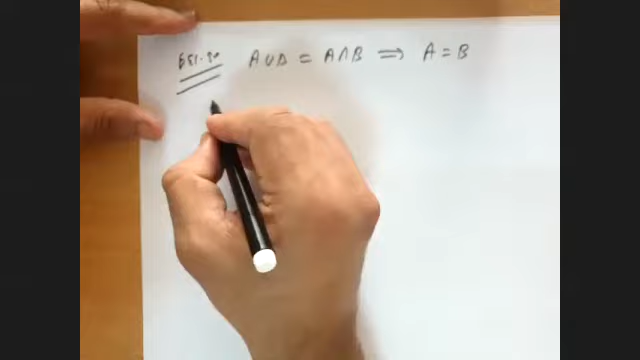 A∪B = A∩B ⟹ A = B